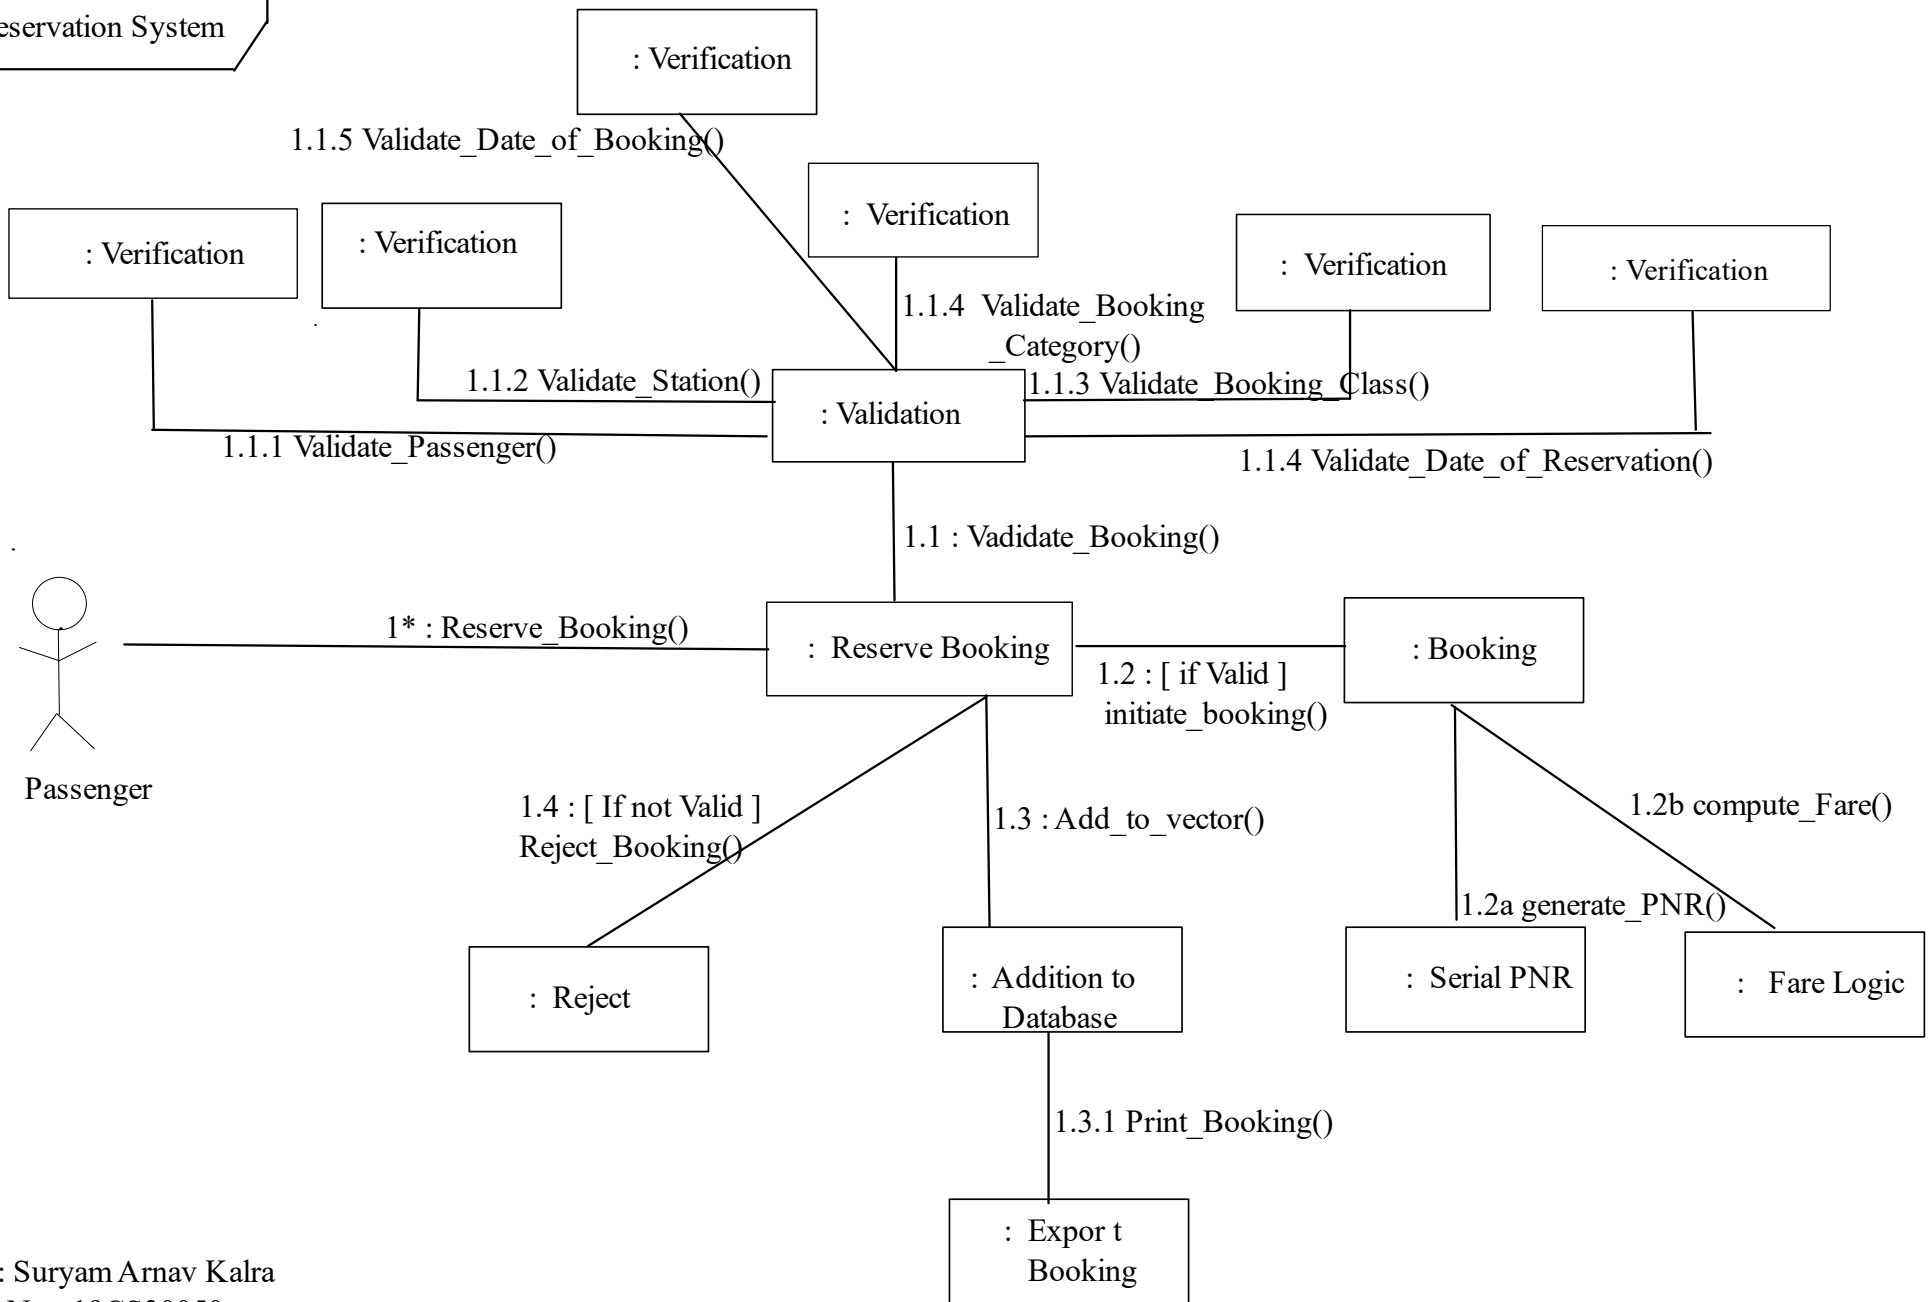 eservation System
: Verification
1.1.5 Validate_Date_of_Booking()
: Verification
: Verification
: Verification
: Verification
: Verification
1.1.4 Validate_Booking
_Category()
1.1.2 Validate_Station()
1.1.3 Validate_Booking_Class()
: Validation
1.1.1 Validate_Passenger()
1.1.4 Validate_Date_of_Reservation()
1.1 : Vadidate_Booking()
1* : Reserve_Booking()
: Reserve Booking
1.2 : [ if Valid ]
initiate_booking()
: Booking
Passenger
1.4 : [ If not Valid ]
Reject_Booking()
1.3 : Add_to_vector()
1.2b compute_Fare()
1.2a generate_PNR()
: Reject
: Addition to
Database
: Serial PNR
: Fare Logic
1.3.1 Print_Booking()
: Expor t
Booking
: Suryam Arnav Kalra